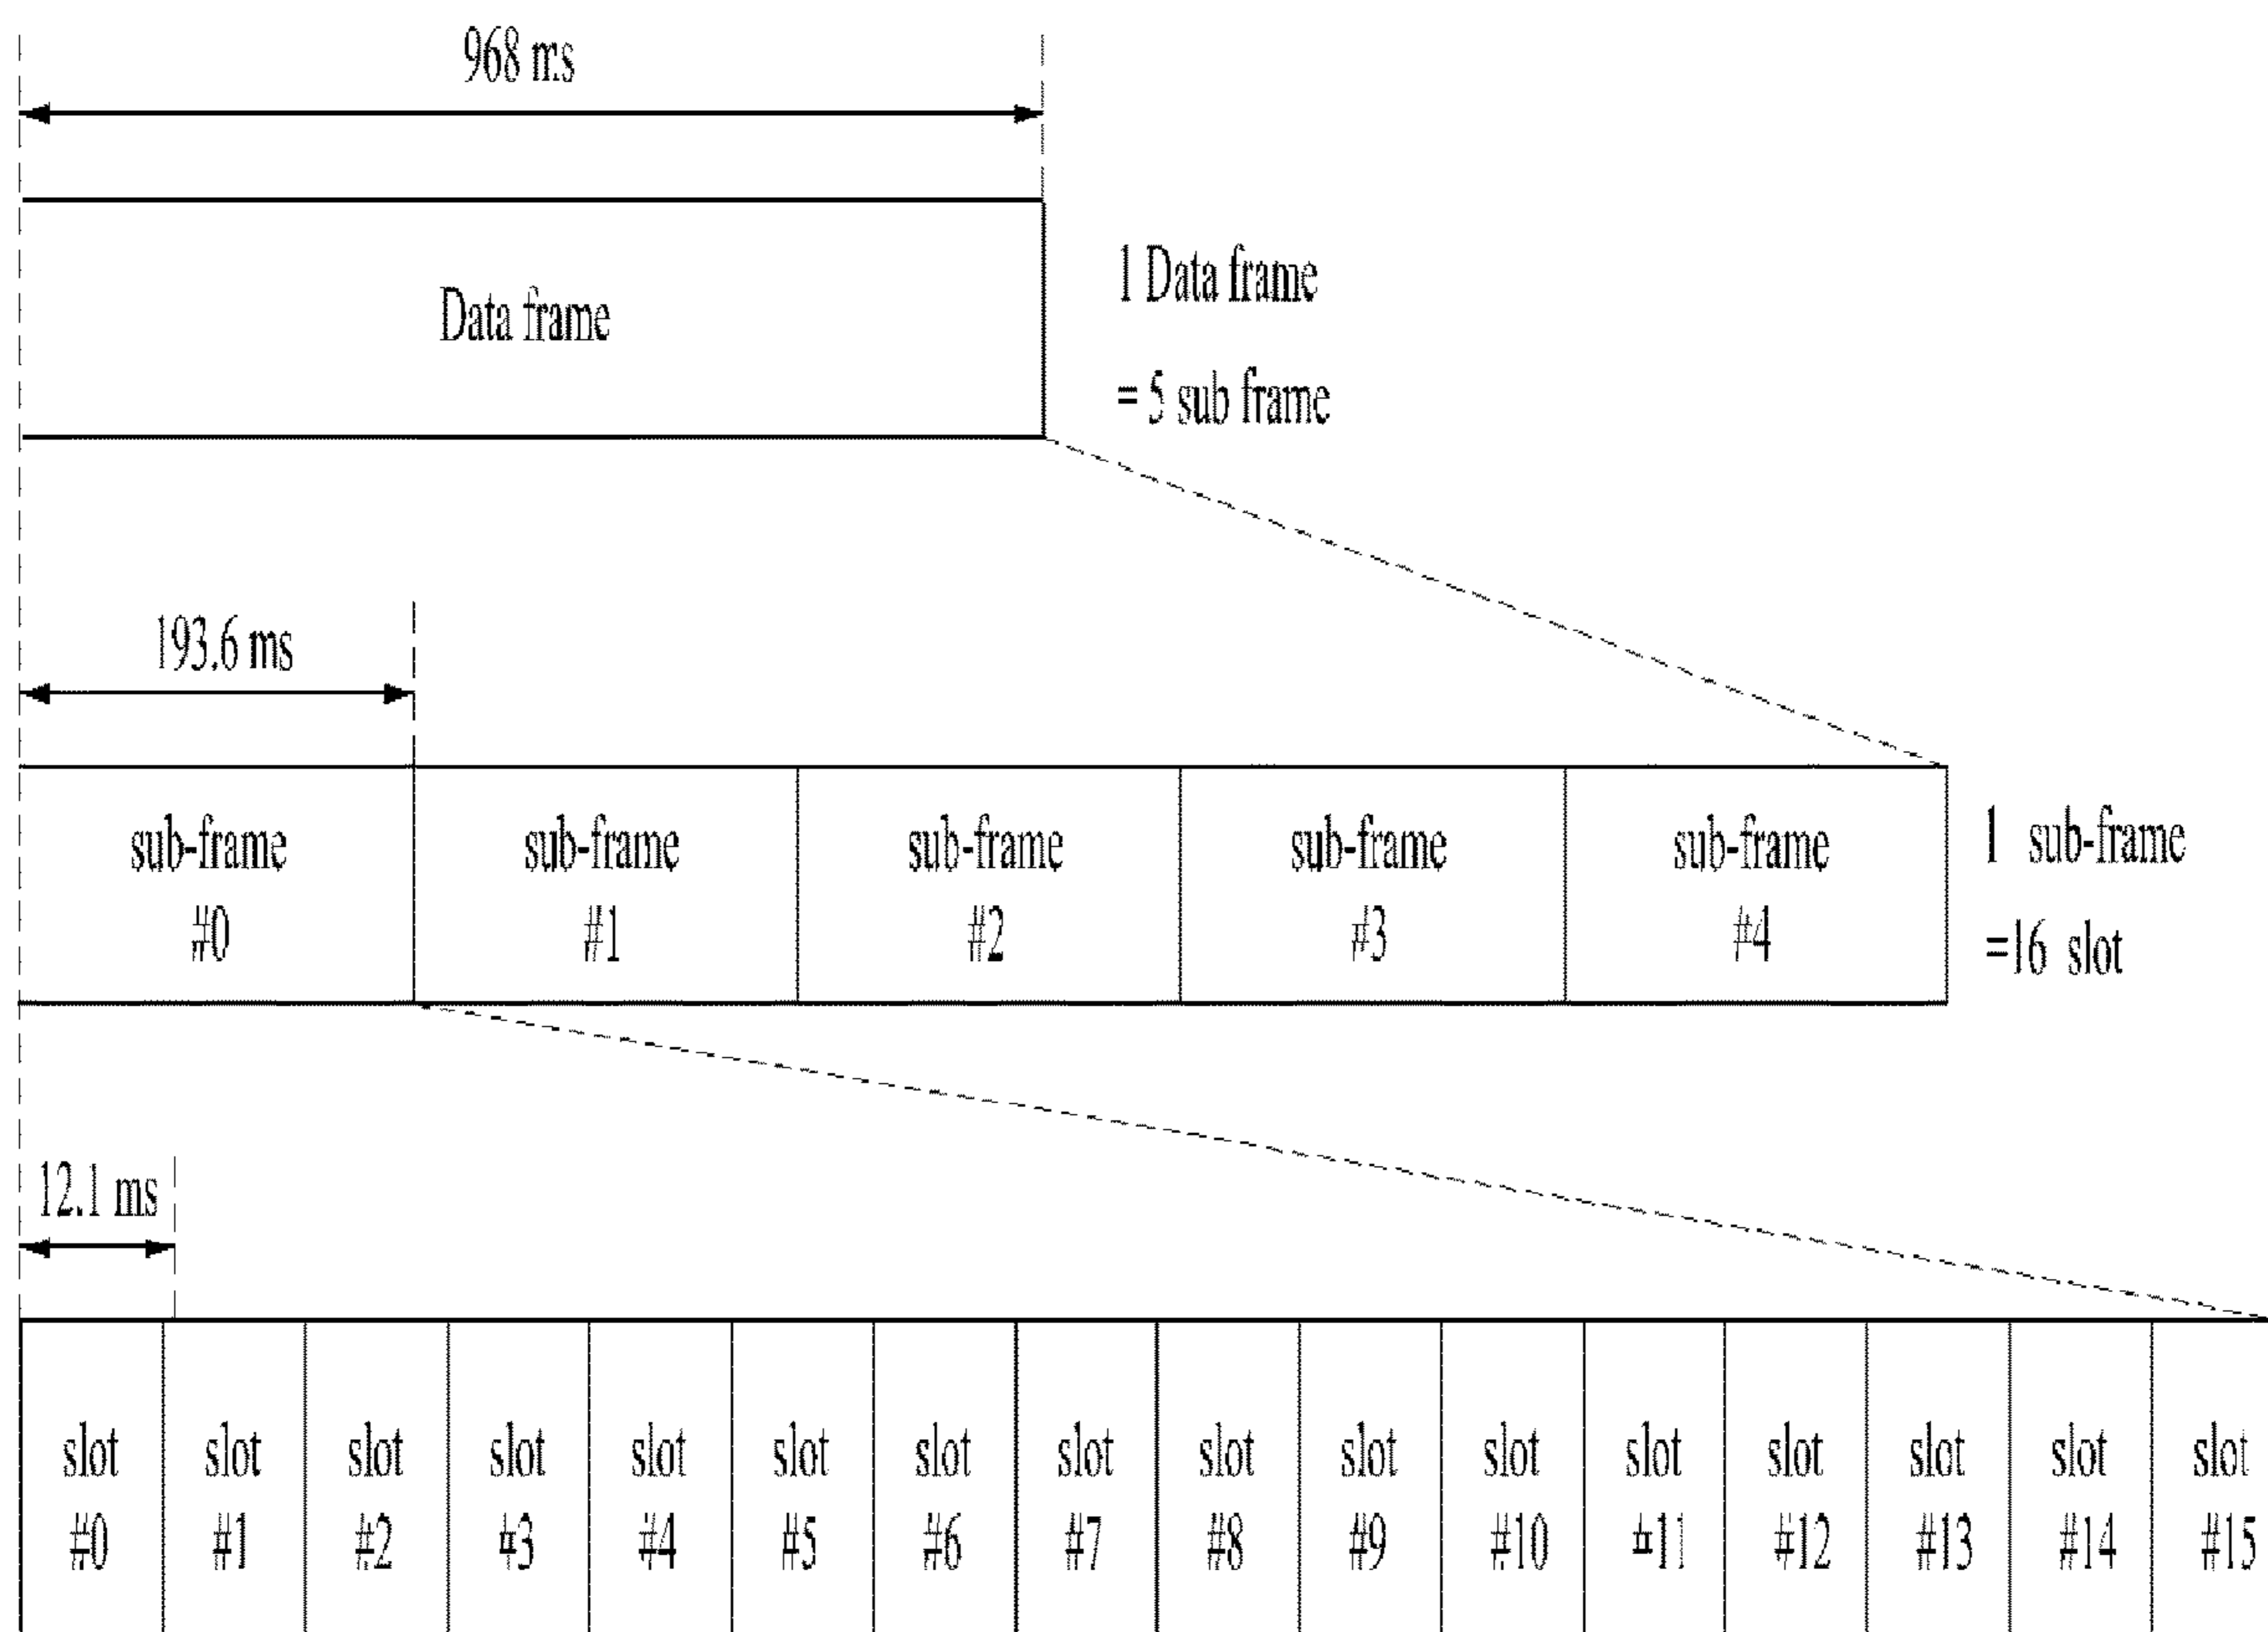 968 ms
Data frame
1 Data frame
= 5 sub frame
193.6 ms
sub-frame
#0
sub-frame
#1
sub-frame
#2
sub-frame
#3
sub-frame
#4
1 sub-frame
=16 slot
12.1 ms
slot
#0
slot
#1
slot
#2
slot
#3
slot
#4
slot
#5
slot
#6
slot
#7
slot
#8
slot
#9
slot
#10
slot
#11
slot
#12
slot
#13
slot
#14
slot
#15